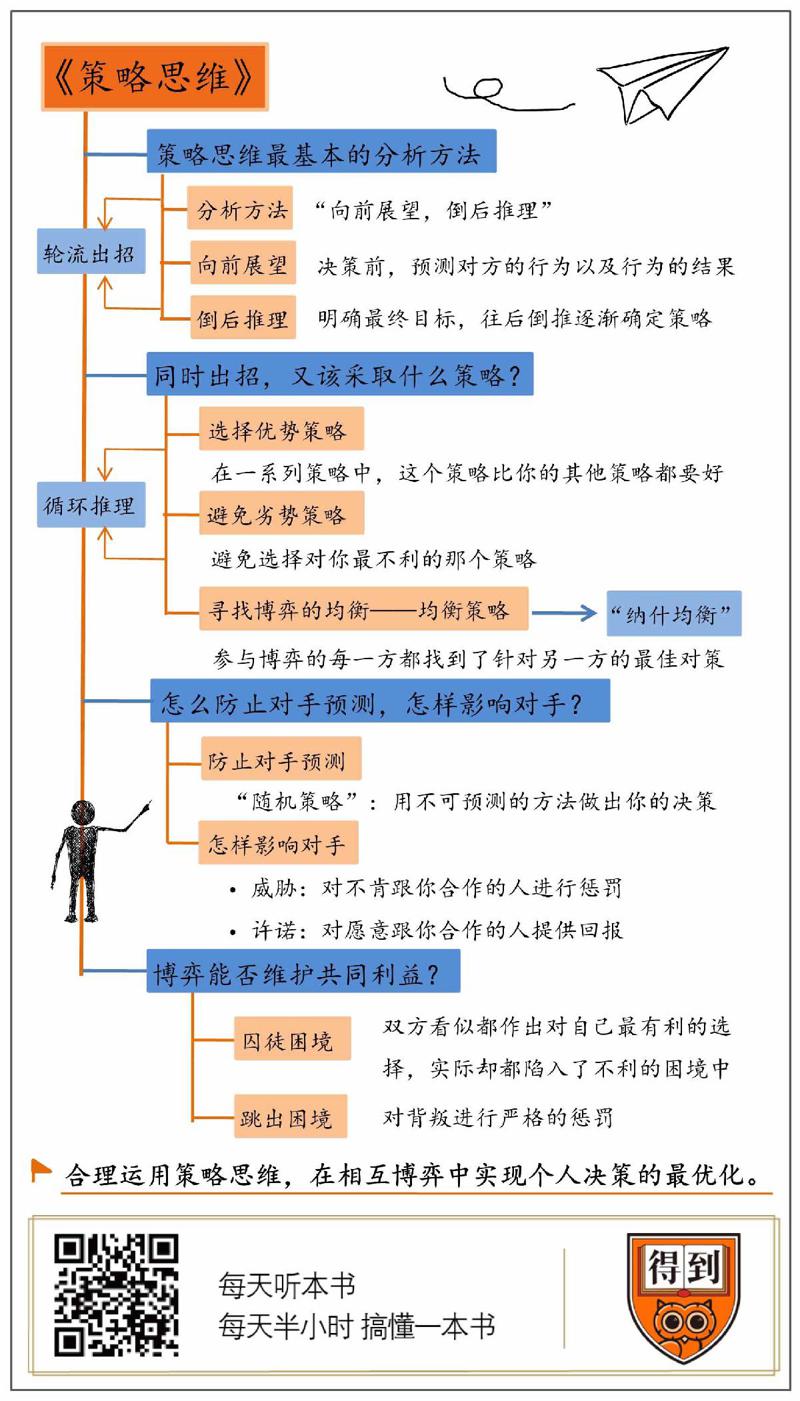 《策略思维》
策略思维最基本的分析方法
分析方法 “向前展望，倒后推理”
轮流出招
向前展望 决策前，预测对方的行为以及行为的结果
倒后推理 明确最终目标，往后倒推逐渐确定策略
同时出招，又该采取什么策略？
选择优势策略
在一系列策略中，这个策略比你的其他策略都要好
循环推理
避免劣势策略
避免选择对你最不利的那个策略
寻找博弈的均衡——均衡策略 “纳什均衡”
参与博弈的每一方都找到了针对另一方的最佳对策
怎么防止对手预测，怎样影响对手？
防止对手预测
“随机策略”：用不可预测的方法做出你的决策
怎样影响对手
• 威胁：对不肯跟你合作的人进行惩罚
• 许诺：对愿意跟你合作的人提供回报
博弈能否维护共同利益？
囚徒困境 双方看似都作出对自己最有利的选
择，实际却都陷入了不利的困境中
跳出困境 对背叛进行严格的惩罚
合理运用策略思维，在相互博弈中实现个人决策的最优化。
每天听本书
每天半小时 搞懂一本书
得到